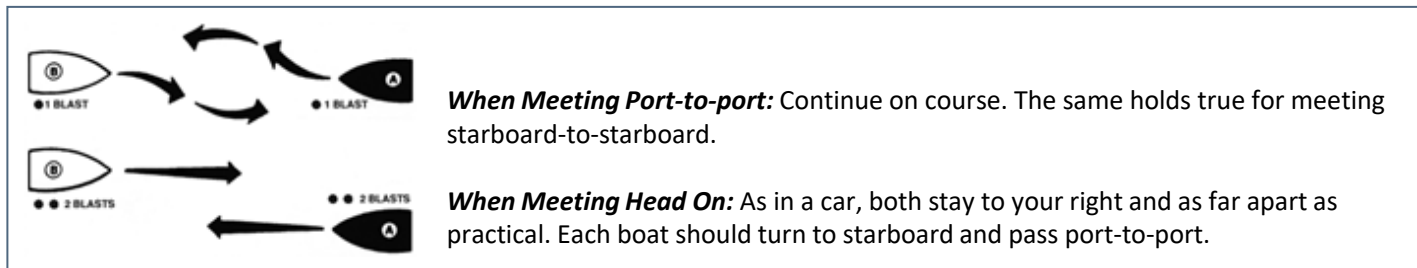 B
A
●1 BLAST
●1 BLAST
B
●● 2 BLASTS
●● 2 BLASTS
A
When Meeting Port-to-port: Continue on course. The same holds true for meeting
starboard-to-starboard.
When Meeting Head On: As in a car, both stay to your right and as far apart as
practical. Each boat should turn to starboard and pass port-to-port.